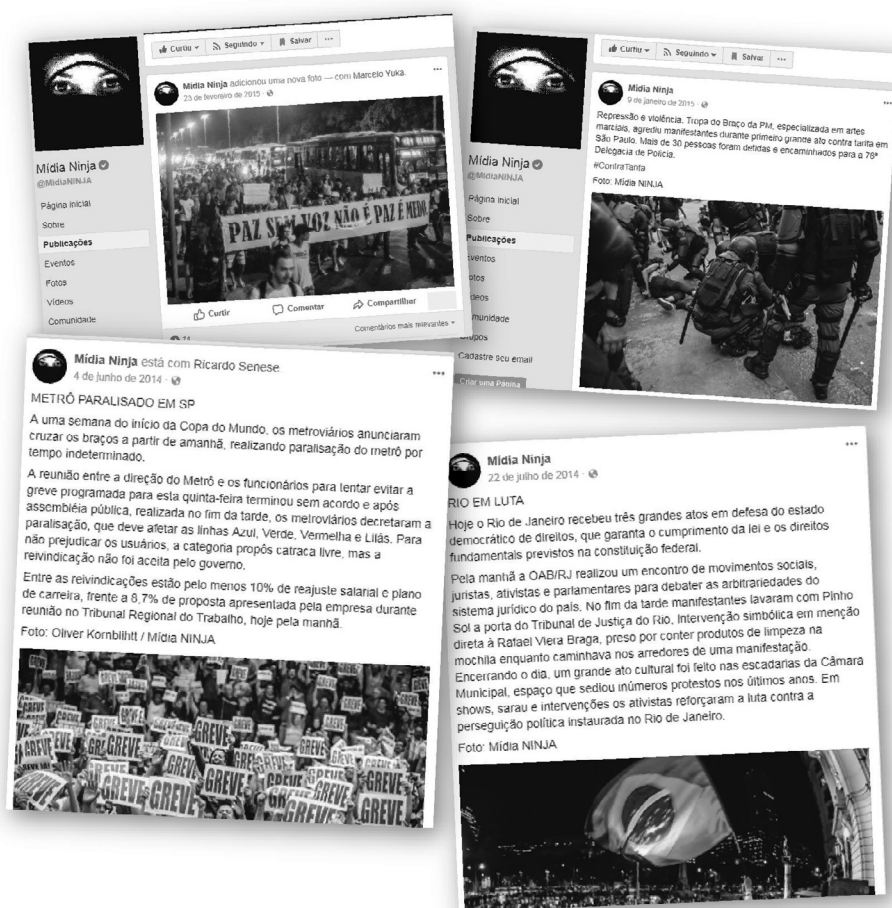 Curtiu Seguindo Salvar ...
Mídia Ninja adicionou uma nova foto — com Marcelo Yuka.
23 de fevereiro de 2015
...
PAZ SEM VOZ NÃO É PAZ É MEDO
Mídia Ninja
@MidiaNINJA
Página inicial
Sobre
Publicações
Eventos
Fotos
Vídeos
Comunidade
Curtir Comentar Compartilhar
Comentários mais relevantes
Curtiu Seguindo Salvar ...
Mídia Ninja
9 de janeiro de 2015
...
Repressão e violência. Tropa do Braço da PM, especializada em artes
marciais, agrediu manifestantes durante primeiro grande ato contra tarifa em
São Paulo. Mais de 30 pessoas foram detidas e encaminhados para a 78ª
Delegacia de Polícia.
Foto: Mídia NINJA
Mídia Ninja
@MidiaNINJA
Página inicial
Sobre
Publicações
Eventos
otos
deos
munidade
upos
Cadastre seu email
Criar uma Página
Mídia Ninja está com Ricardo Senese
4 de junho de 2014
...
METRÔ PARALISADO EM SP
A uma semana do início da Copa do Mundo, os metroviários anunciaram
cruzar os braços a partir de amanhã, realizando paralisação do metrô por
tempo indeterminado.
A reunião entre a direção do Metrô e os funcionários para tentar evitar a
greve programada para esta quinta-feira terminou sem acordo e após
assembléia pública, realizada no fim da tarde, os metroviários decretaram a
paralisação, que deve afetar as linhas Azul, Verde, Vermelha e Lilás. Para
não prejudicar os usuários, a categoria propôs catraca livre, mas a
reivindicação não foi aceita pelo governo.
Entre as reivindicações estão pelo menos 10% de reajuste salarial e plano
de carreira, frente a 8,7% de proposta apresentada pela empresa durante
reunião no Tribunal Regional do Trabalho, hoje pela manhã.
Foto: Oliver Kornblihtt / Mídia NINJA
GREVE
GREVE
GREVE
GREVE
GREVE
GREVE
GREVE
Mídia Ninja
22 de julho de 2014
...
RIO EM LUTA
Hoje o Rio de Janeiro recebeu três grandes atos em defesa do estado
democrático de direitos, que garanta o cumprimento da lei e os direitos
fundamentais previstos na constituição federal.
Pela manhã a OAB/RJ realizou um encontro de movimentos sociais,
juristas, ativistas e parlamentares para debater as arbitrariedades do
sistema jurídico do país. No fim da tarde manifestantes lavaram com Pinho
Sol a porta do Tribunal de Justiça do Rio, Intervenção simbólica em menção
direta à Rafael Viera Braga, preso por conter produtos de limpeza na
mochila enquanto caminhava nos arredores de uma manifestação.
Encerrando o dia, um grande ato cultural foi feito nas escadarias da Câmara
Municipal, espaço que sediou inúmeros protestos nos últimos anos. Em
shows, sarau e intervenções os ativistas reforçaram a luta contra a
perseguição política instaurada no Rio de Janeiro.
Foto: Mídia NINJA